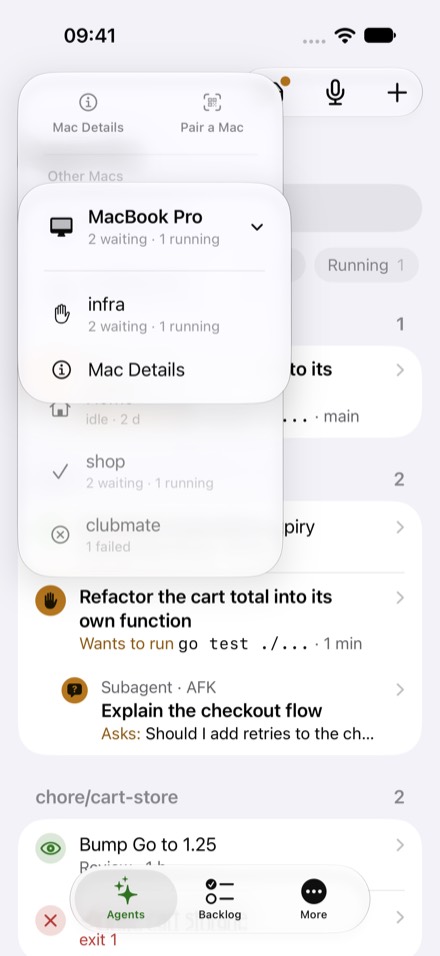 09:41
Mac Details
Pair a Mac
Other Macs
MacBook Pro
2 waiting · 1 running
Running 1
infra
2 waiting · 1 running
1
Mac Details
to its
... · main
idle · 2 d
shop
2 waiting · 1 running
2
clubmate
1 failed
piry
Refactor the cart total into its
own function
Wants to run go test ./... · 1 min
Subagent · AFK
Explain the checkout flow
Asks: Should I add retries to the ch...
chore/cart-store
2
Bump Go to 1.25
Agents
Backlog
More
exit 1